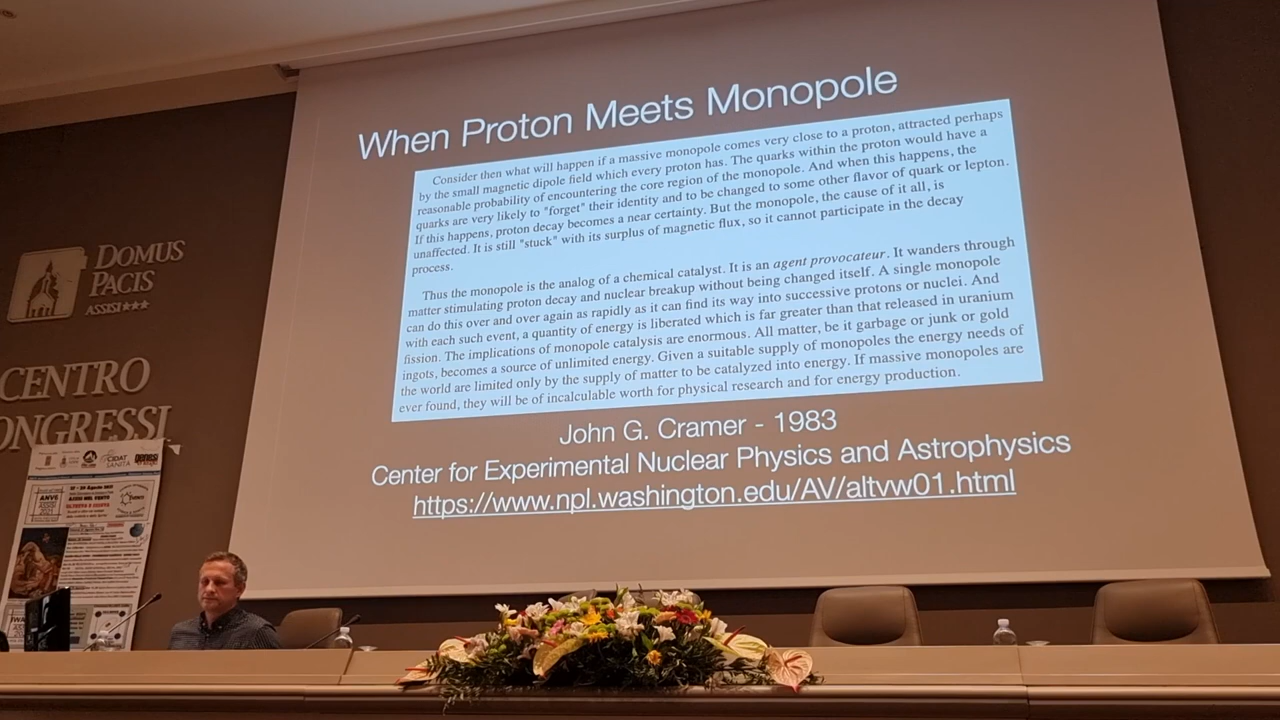 When Proton Meets Monopole
Consider then what will happen if a massive monopole comes very close to a proton, attracted perhaps
by the small magnetic dipole field which every proton has. The quarks within the proton would have a
reasonable probability of encountering the core region of the monopole. And when this happens, the
quarks are very likely to "forget" their identity and to be changed to some other flavor of quark or lepton.
If this happens, proton decay becomes a near certainty. But the monopole, the cause of it all, is
unaffected. It is still "stuck" with its surplus of magnetic flux, so it cannot participate in the decay
process.
Thus the monopole is the analog of a chemical catalyst. It is an agent provocateur. It wanders through
matter stimulating proton decay and nuclear breakup without being changed itself. A single monopole
can do this over and over again as rapidly as it can find its way into successive protons or nuclei. And
with each such event, a quantity of energy is liberated which is far greater than that released in uranium
fission. The implications of monopole catalysis are enormous. All matter, be it garbage or junk or gold
ingots, becomes a source of unlimited energy. Given a suitable supply of monopoles the energy needs of
the world are limited only by the supply of matter to be catalyzed into energy. If massive monopoles are
ever found, they will be of incalculable worth for physical research and for energy production.
John G. Cramer - 1983
Center for Experimental Nuclear Physics and Astrophysics
https://www.npl.washington.edu/AV/altvw01.html
DOMUS
PACIS
ASSISI★★★
CENTRO
ONGRESSI
CIDAT
SANITA
ANVE
ASSISI